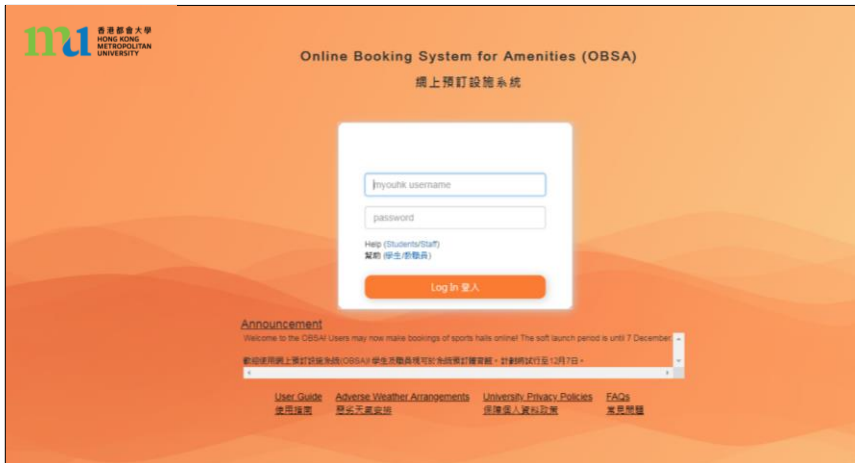 香港都會大學
HONG KONG
METROPOLITAN
UNIVERSITY
Online Booking System for Amenities (OBSA)
網上預訂設施系統
myouhk username
password
Help (Students/Staff)
幫助 (學生/教職員)
Log In 登入
Announcement
Welcome to the OBSA! Users may now make bookings of sports halls online! The soft launch period is until 7 December.
歡迎使用網上預訂設施系統(OBSA)! 學生及職員現可於系統預訂體育館。計劃將試行至12月7日。
User Guide Adverse Weather Arrangements University Privacy Policies FAQs
使用指南 惡劣天氣安排 保障個人資料政策 常見問題